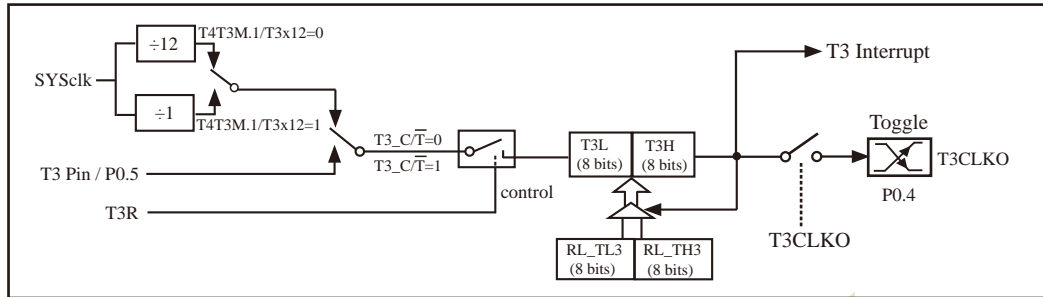 ÷12
T4T3M.1/T3x12=0
SYSclk
÷1
T4T3M.1/T3x12=1
T3_C/T̅=0
T3_C/T̅=1
T3 Pin / P0.5
T3R
control
T3L
(8 bits)
T3H
(8 bits)
RL_TL3
(8 bits)
RL_TH3
(8 bits)
T3 Interrupt
Toggle
T3CLKO
P0.4
T3CLKO